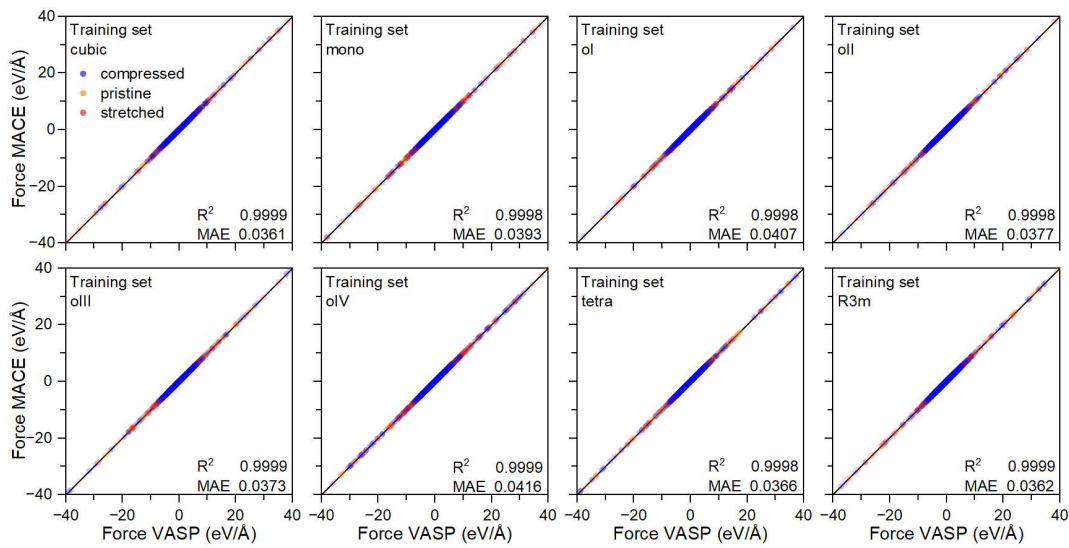 Training set
cubic
compressed
pristine
stretched
R2 0.9999
MAE 0.0361
Training set
mono
R2 0.9998
MAE 0.0393
Training set
oI
R2 0.9998
MAE 0.0407
Training set
oII
R2 0.9998
MAE 0.0377
40
20
0
−20
−40
Force MACE (eV/Å)
Training set
oIII
R2 0.9999
MAE 0.0373
Training set
oIV
R2 0.9999
MAE 0.0416
Training set
tetra
R2 0.9998
MAE 0.0366
Training set
R3m
R2 0.9999
MAE 0.0362
40
20
0
−20
−40
Force MACE (eV/Å)
−40 −20 0 20 40
−40 −20 0 20 40
−40 −20 0 20 40
−40 −20 0 20 40
Force VASP (eV/Å)
Force VASP (eV/Å)
Force VASP (eV/Å)
Force VASP (eV/Å)